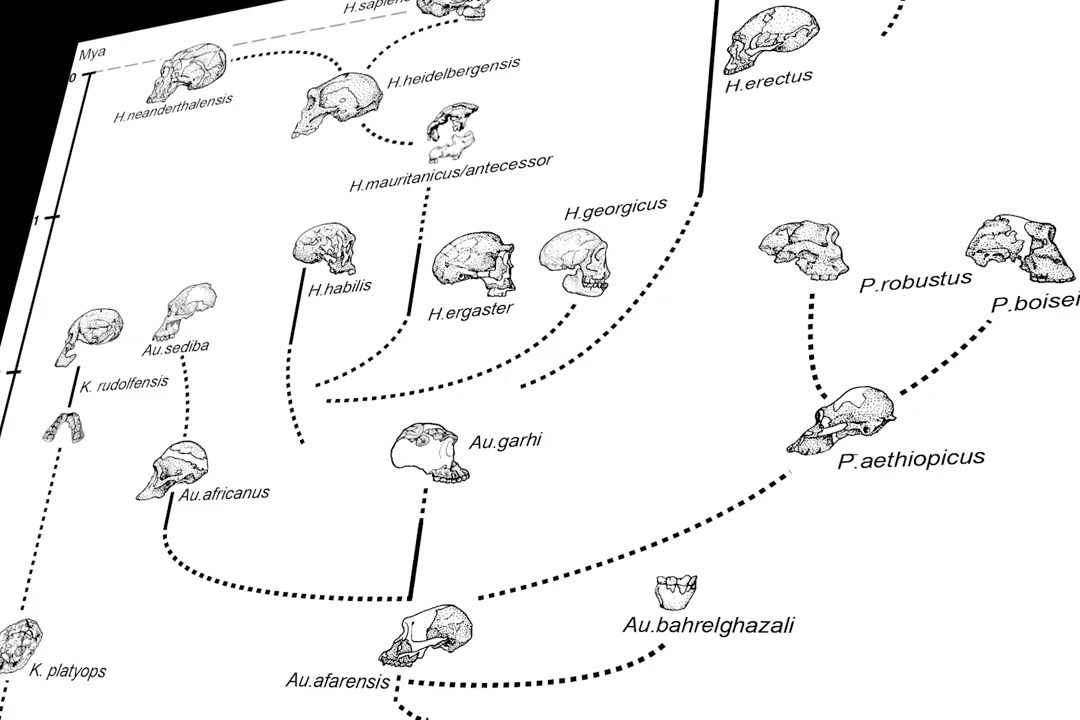 H.sapiens
Mya
0
H.neanderthalensis
H.heidelbergensis
H.erectus
H.mauritanicus/antecessor
1
H.georgicus
H.habilis
H.ergaster
P.robustus
P.boisei
Au.sediba
K. rudolfensis
Au.garhi
P.aethiopicus
Au.africanus
Au.bahrelghazali
K. platyops
Au.afarensis